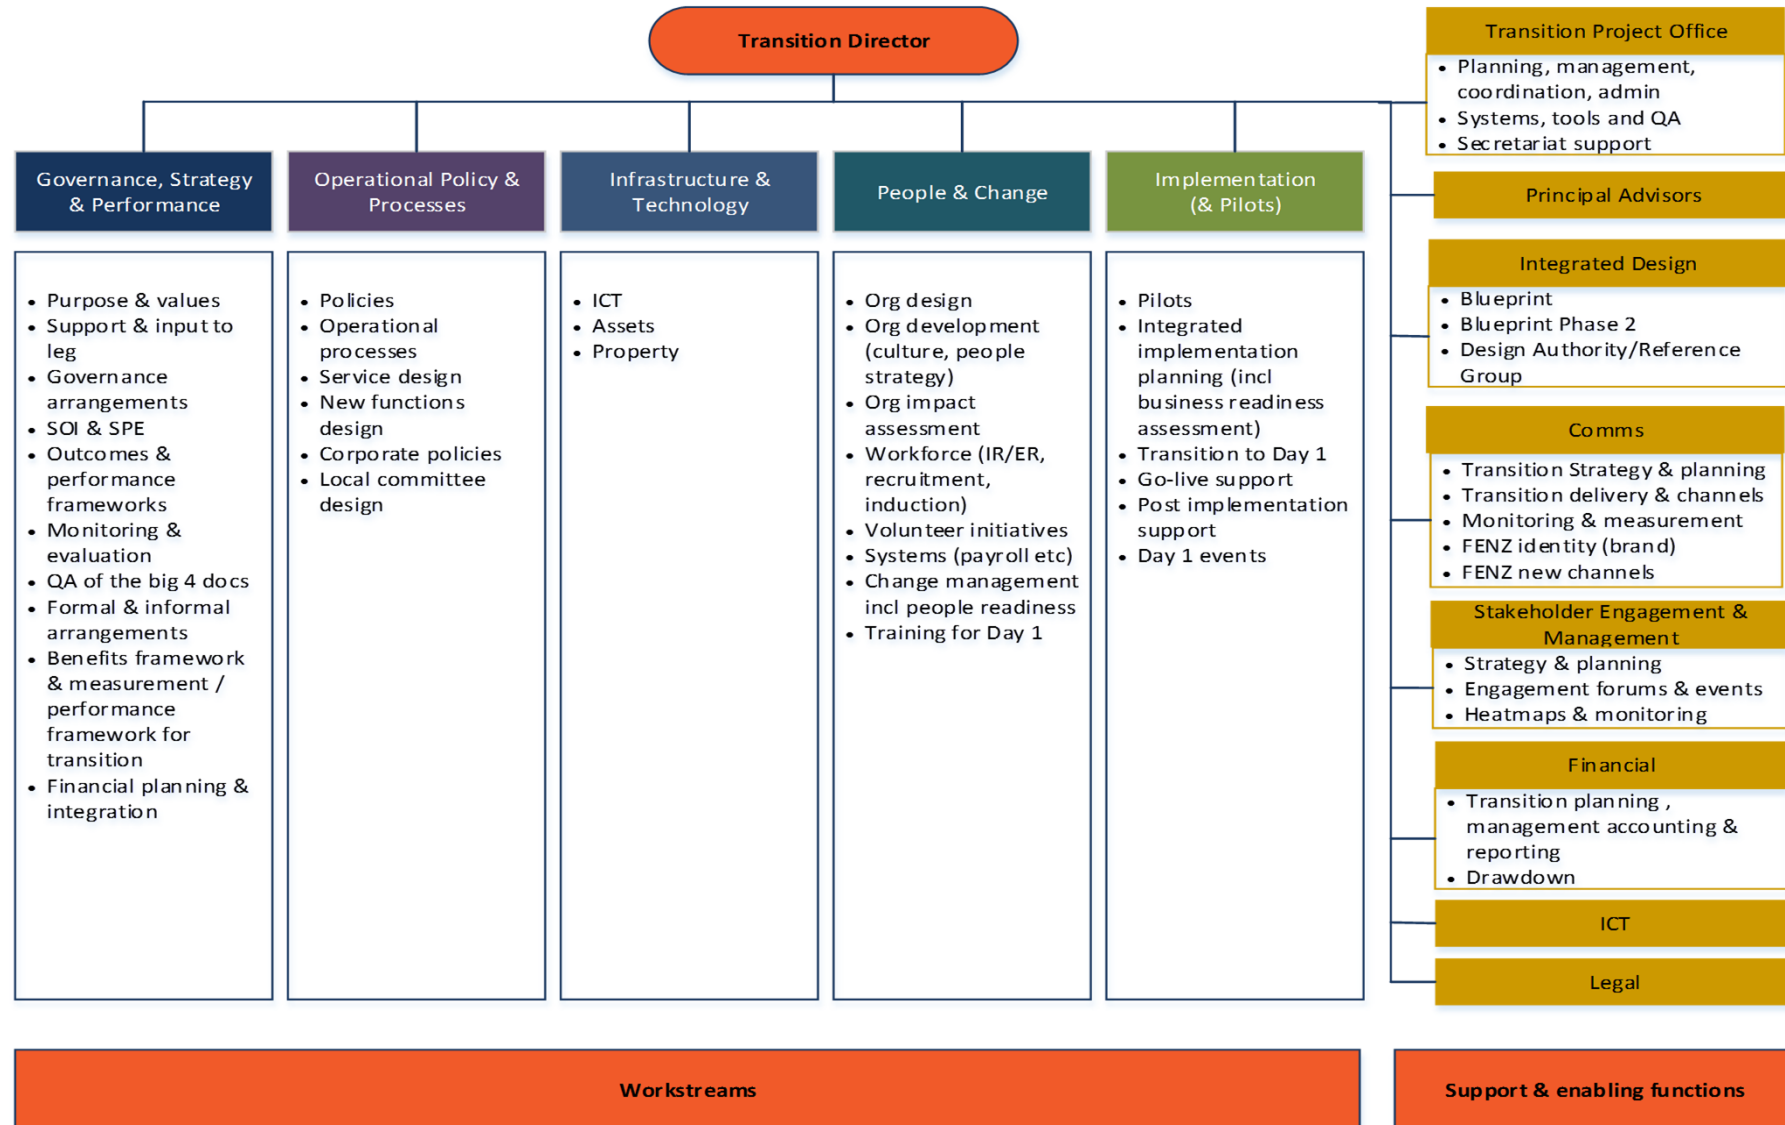 Transition Director
Governance, Strategy
& Performance
• Purpose & values
• Support & input to
leg
• Governance
arrangements
• SOI & SPE
• Outcomes &
performance
frameworks
• Monitoring &
evaluation
• QA of the big 4 docs
• Formal & informal
arrangements
• Benefits framework
& measurement /
performance
framework for
transition
• Financial planning &
integration
Operational Policy &
Processes
• Policies
• Operational
processes
• Service design
• New functions
design
• Corporate policies
• Local committee
design
Infrastructure &
Technology
• ICT
• Assets
• Property
People & Change
• Org design
• Org development
(culture, people
strategy)
• Org impact
assessment
• Workforce (IR/ER,
recruitment,
induction)
• Volunteer initiatives
• Systems (payroll etc)
• Change management
incl people readiness
• Training for Day 1
Implementation
(& Pilots)
• Pilots
• Integrated
implementation
planning (incl
business readiness
assessment)
• Transition to Day 1
• Go-live support
• Post implementation
support
• Day 1 events
Transition Project Office
• Planning, management,
coordination, admin
• Systems, tools and QA
• Secretariat support
Principal Advisors
Integrated Design
• Blueprint
• Blueprint Phase 2
• Design Authority/Reference
Group
Comms
• Transition Strategy & planning
• Transition delivery & channels
• Monitoring & measurement
• FENZ identity (brand)
• FENZ new channels
Stakeholder Engagement &
Management
• Strategy & planning
• Engagement forums & events
• Heatmaps & monitoring
Financial
• Transition planning ,
management accounting &
reporting
• Drawdown
ICT
Legal
Workstreams
Support & enabling functions